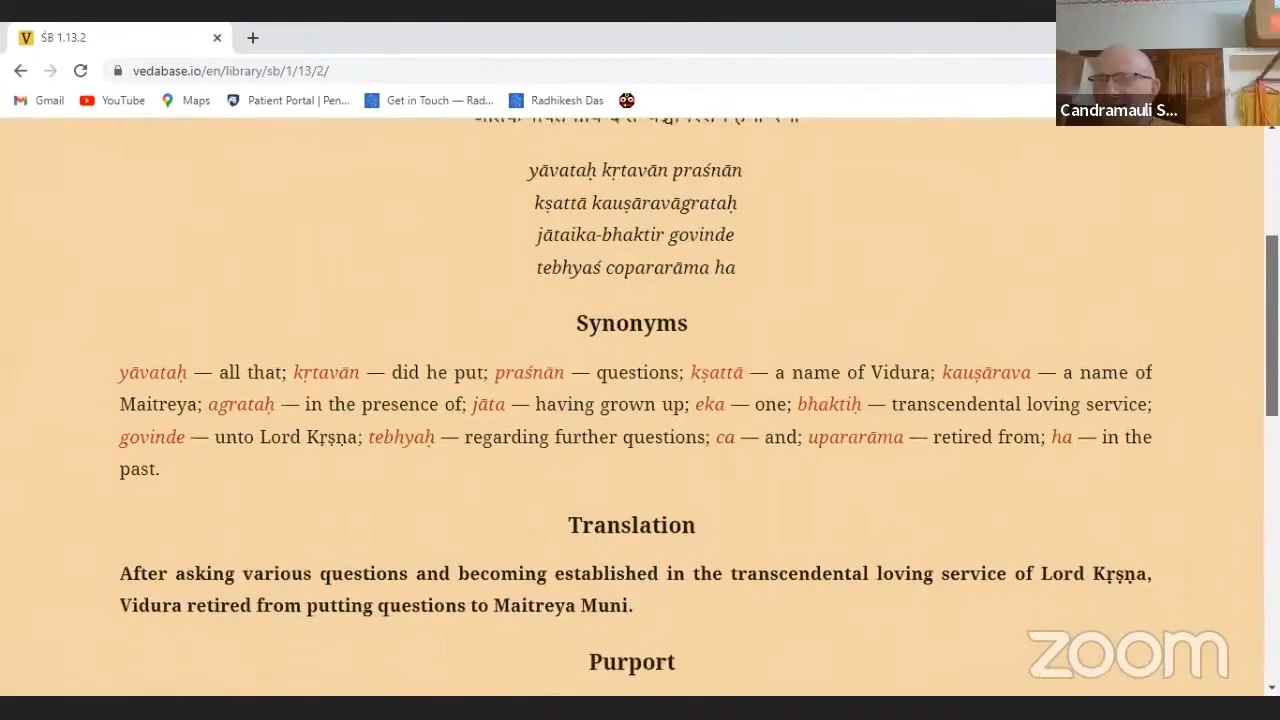 ŚB 1.13.2
vedabase.io/en/library/sb/1/13/2/
Gmail YouTube Maps Patient Portal | Pen... Get in Touch — Rad... Radhikesh Das
Candramauli S...
yāvataḥ kṛtavān praśnān
kṣattā kauṣāravāgrataḥ
jātaika-bhaktir govinde
tebhyaś copararāma ha
Synonyms
yāvataḥ — all that; kṛtavān — did he put; praśnān — questions; kṣattā — a name of Vidura; kauṣārava — a name of
Maitreya; agrataḥ — in the presence of; jāta — having grown up; eka — one; bhaktiḥ — transcendental loving service;
govinde — unto Lord Kṛṣṇa; tebhyaḥ — regarding further questions; ca — and; upararāma — retired from; ha — in the
past.
Translation
After asking various questions and becoming established in the transcendental loving service of Lord Kṛṣṇa,
Vidura retired from putting questions to Maitreya Muni.
Purport
zoom